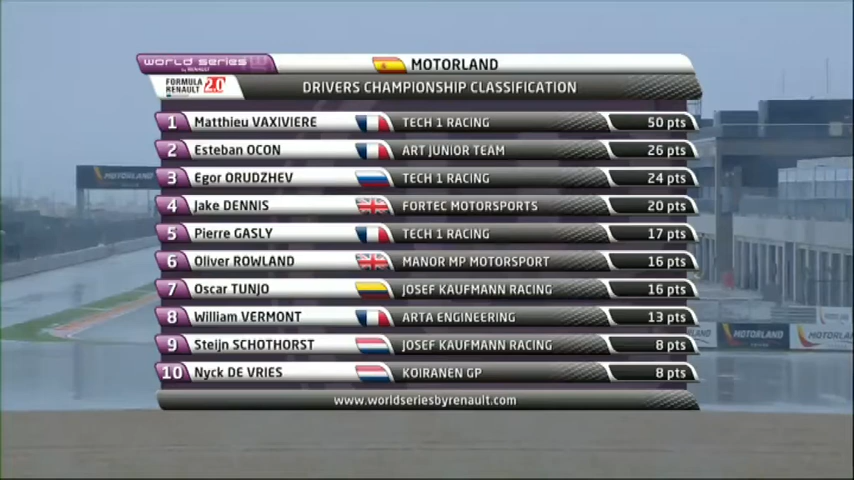 WORLD SERIES by RENAULT MOTORLAND
FORMULA RENAULT 2.0 DRIVERS CHAMPIONSHIP CLASSIFICATION
1 Matthieu VAXIVIERE TECH 1 RACING 50 pts
2 Esteban OCON ART JUNIOR TEAM 26 pts
3 Egor ORUDZHEV TECH 1 RACING 24 pts
4 Jake DENNIS FORTEC MOTORSPORTS 20 pts
5 Pierre GASLY TECH 1 RACING 17 pts
6 Oliver ROWLAND MANOR MP MOTORSPORT 16 pts
7 Oscar TUNJO JOSEF KAUFMANN RACING 16 pts
8 William VERMONT ARTA ENGINEERING 13 pts
9 Steijn SCHOTHORST JOSEF KAUFMANN RACING 8 pts
10 Nyck DE VRIES KOIRANEN GP 8 pts
www.worldseriesbyrenault.com
MOTORLAND
MOTORLAND
MOTORLAND